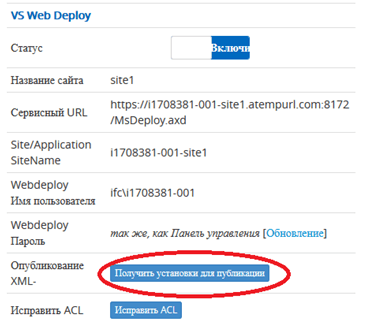 VS Web Deploy
Статус
Включи
Название сайта site1
Сервисный URL https://i1708381-001-site1.atempurl.com:8172
/MsDeploy.axd
Site/Application
SiteName i1708381-001-site1
Webdeploy
Имя пользователя ifc\i1708381-001
Webdeploy
Пароль так же, как Панель управления [Обновление]
Опубликование
XML- Получить установки для публикации
Исправить ACL Исправить ACL